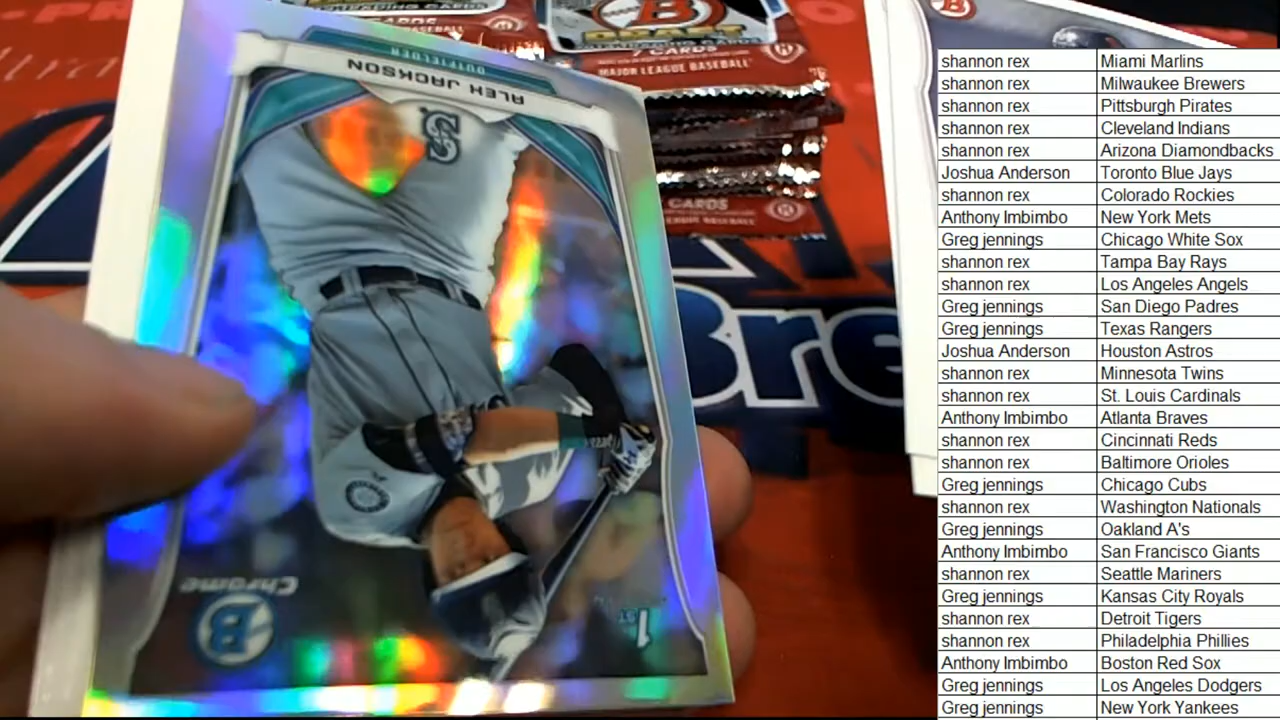 CARDS
B
DRAFT
7 CARDS
MAJOR LEAGUE BASEBALL
CARDS
LEAGUE BASEBALL
Bre
OUTFIELDER
ALEX JACKSON
S
Chrome
B
1ST
B
shannon rex Miami Marlins
shannon rex Milwaukee Brewers
shannon rex Pittsburgh Pirates
shannon rex Cleveland Indians
shannon rex Arizona Diamondbacks
Joshua Anderson Toronto Blue Jays
shannon rex Colorado Rockies
Anthony Imbimbo New York Mets
Greg jennings Chicago White Sox
shannon rex Tampa Bay Rays
shannon rex Los Angeles Angels
Greg jennings San Diego Padres
Greg jennings Texas Rangers
Joshua Anderson Houston Astros
shannon rex Minnesota Twins
shannon rex St. Louis Cardinals
Anthony Imbimbo Atlanta Braves
shannon rex Cincinnati Reds
shannon rex Baltimore Orioles
Greg jennings Chicago Cubs
shannon rex Washington Nationals
Greg jennings Oakland A's
Anthony Imbimbo San Francisco Giants
shannon rex Seattle Mariners
Greg jennings Kansas City Royals
shannon rex Detroit Tigers
shannon rex Philadelphia Phillies
Anthony Imbimbo Boston Red Sox
Greg jennings Los Angeles Dodgers
Greg jennings New York Yankees